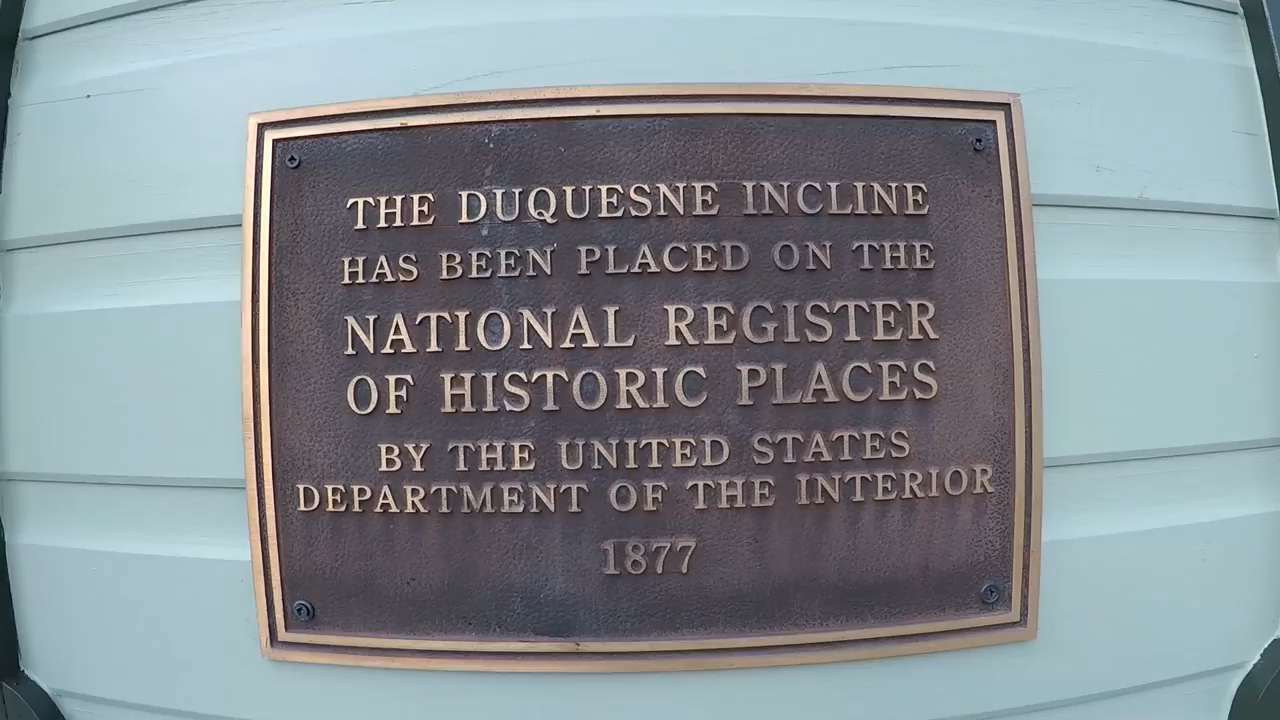 THE DUQUESNE INCLINE
HAS BEEN PLACED ON THE
NATIONAL REGISTER
OF HISTORIC PLACES
BY THE UNITED STATES
DEPARTMENT OF THE INTERIOR
1877